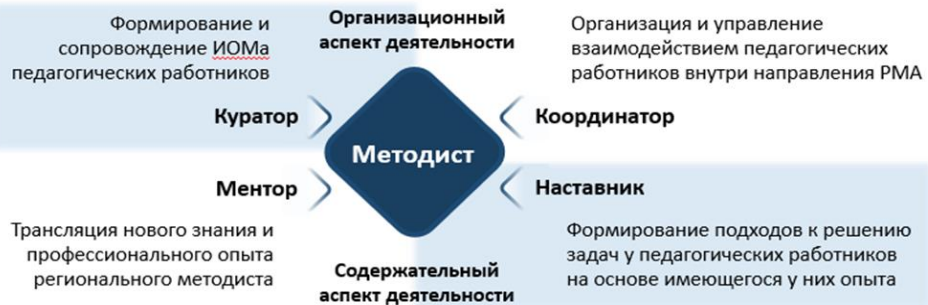 Формирование и
сопровождение ИОМа
педагогических работников
Куратор
Организационный
аспект деятельности
Организация и управление
взаимодействием педагогических
работников внутри направления РМА
Координатор
Методист
Ментор
Трансляция нового знания и
профессионального опыта
регионального методиста
Содержательный
аспект деятельности
Наставник
Формирование подходов к решению
задач у педагогических работников
на основе имеющегося у них опыта